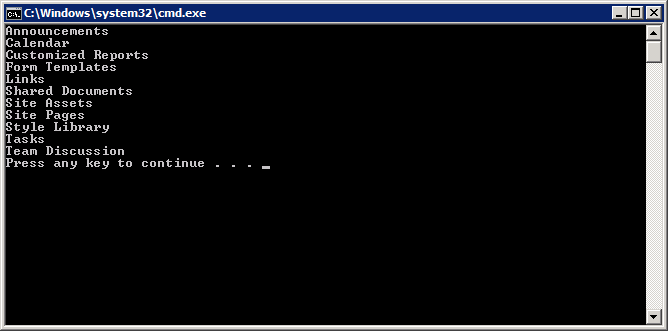 C:\Windows\system32\cmd.exe
Announcements
Calendar
Customized Reports
Form Templates
Links
Shared Documents
Site Assets
Site Pages
Style Library
Tasks
Team Discussion
Press any key to continue . . . _